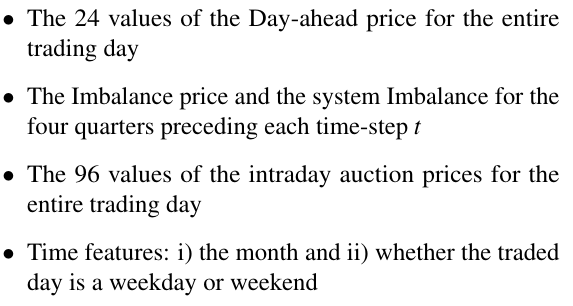 • The 24 values of the Day-ahead price for the entire
trading day
• The Imbalance price and the system Imbalance for the
four quarters preceding each time-step t
• The 96 values of the intraday auction prices for the
entire trading day
• Time features: i) the month and ii) whether the traded
day is a weekday or weekend